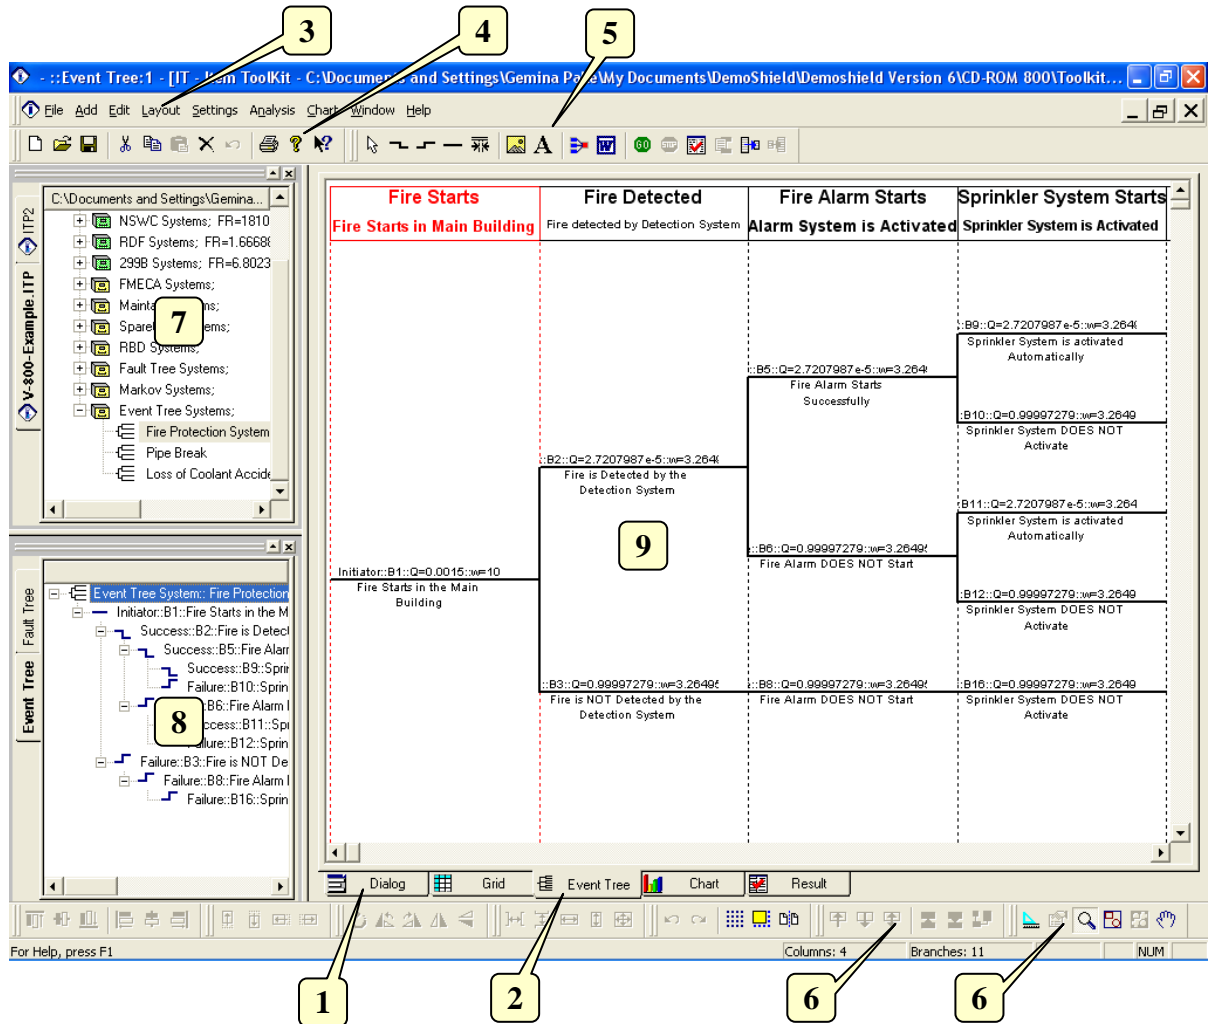 3
4
5
- ::Event Tree:1 - [IT - Item ToolKit - C:\Documents and Settings\Gemina Pa e\My Documents\DemoShield\Demoshield Version 6\CD-ROM 800\Toolkit...
File Add Edit Layout Settings Analysis Chart Window Help
ITP2
V-800-Example.ITP
C:\Documents and Settings\Gemina...
NSWC Systems; FR=1810
RDF Systems; FR=1.66688
299B Systems; FR=6.8023
FMECA Systems;
Mainta ms;
Spare ems;
RBD Systems;
Fault Tree Systems;
Markov Systems;
Event Tree Systems;
Fire Protection System
Pipe Break
Loss of Coolant Accide
7
Fault Tree
Event Tree
Event Tree System:: Fire Protection
Initiator::B1::Fire Starts in the M
Success::B2::Fire is Detect
Success::B5::Fire Alarr
Success::B9::Sprir
Failure::B10::Sprin
::B6::Fire Alarm I
ccess::B11::Spr
Failure::B12::Sprin
Failure::B3::Fire is NOT De
Failure::B8::Fire Alarm I
Failure::B16::Sprin
8
Fire Starts
Fire Detected
Fire Alarm Starts
Sprinkler System Starts
Fire Starts in Main Building
Fire detected by Detection System
Alarm System is Activated
Sprinkler System is Activated
::B9::Q=2.7207987e-5::w=3.264
Sprinkler System is activated
Automatically
::B5::Q=2.7207987e-5::w=3.264
Fire Alarm Starts
Successfully
:B10::Q=0.99997279::w=3.2649
Sprinkler System DOES NOT
Activate
::B2::Q=2.7207987e-5::w=3.264
Fire is Detected by the
Detection System
B11::Q=2.7207987e-5::w=3.264
Sprinkler System is activated
Automatically
9
::B6::Q=0.99997279::w=3.2649
Fire Alarm DOES NOT Start
Initiator::B1::Q=0.0015::w=10
Fire Starts in the Main
Building
:B12::Q=0.99997279::w=3.2649
Sprinkler System DOES NOT
Activate
::B3::Q=0.99997279::w=3.2649
Fire is NOT Detected by the
Detection System
::B8::Q=0.99997279::w=3.2649
Fire Alarm DOES NOT Start
:B16::Q=0.99997279::w=3.2649
Sprinkler System DOES NOT
Activate
Dialog Grid Event Tree Chart Result
For Help, press F1
Columns: 4
Branches: 11
NUM
1
2
6
6